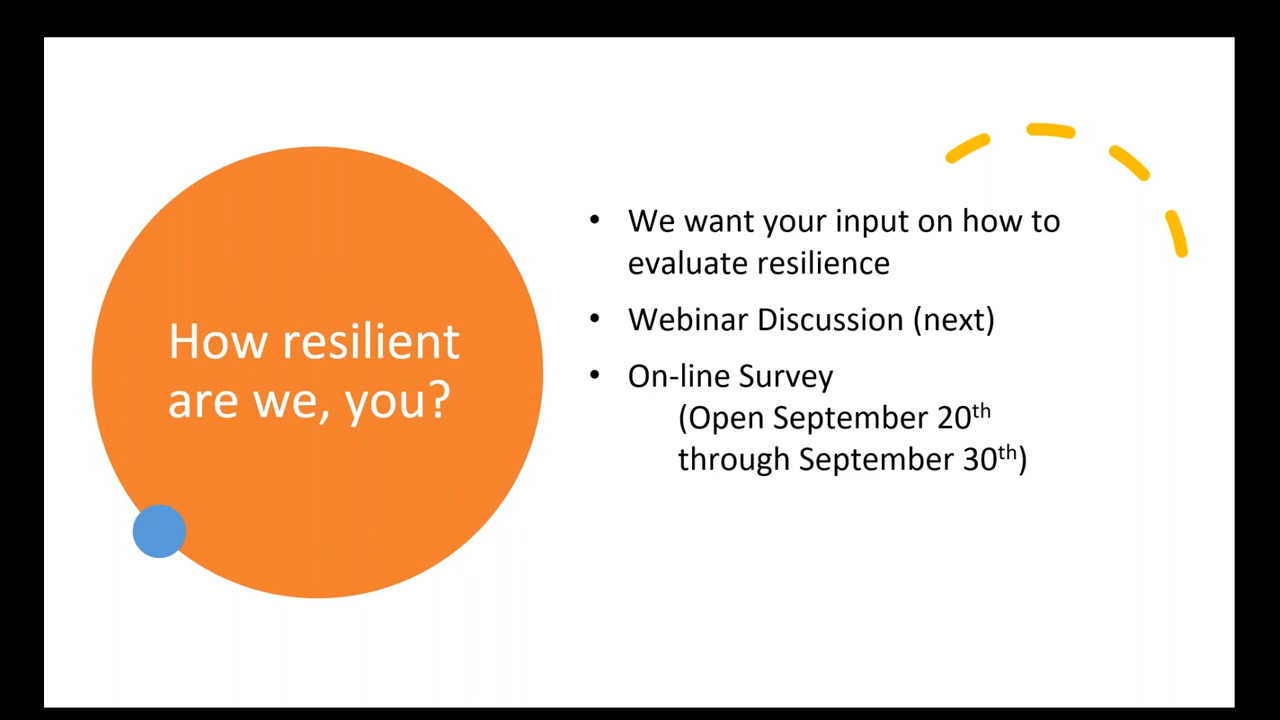 How resilient
are we, you?
• We want your input on how to
evaluate resilience
• Webinar Discussion (next)
• On-line Survey
(Open September 20th
through September 30th)